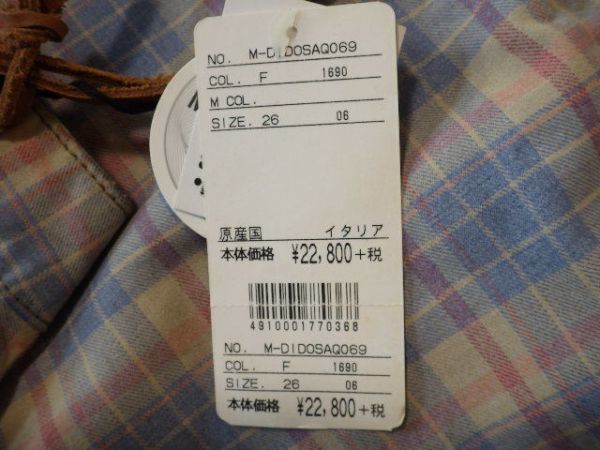 NO. M-DIDOSAQ069
COL. F 1690
M COL.
SIZE. 26 06
原産国 イタリア
本体価格 ¥22,800+税
4910001770368
NO. M-DIDOSAQ069
COL. F 1690
SIZE. 26 06
本体価格 ¥22,800+税